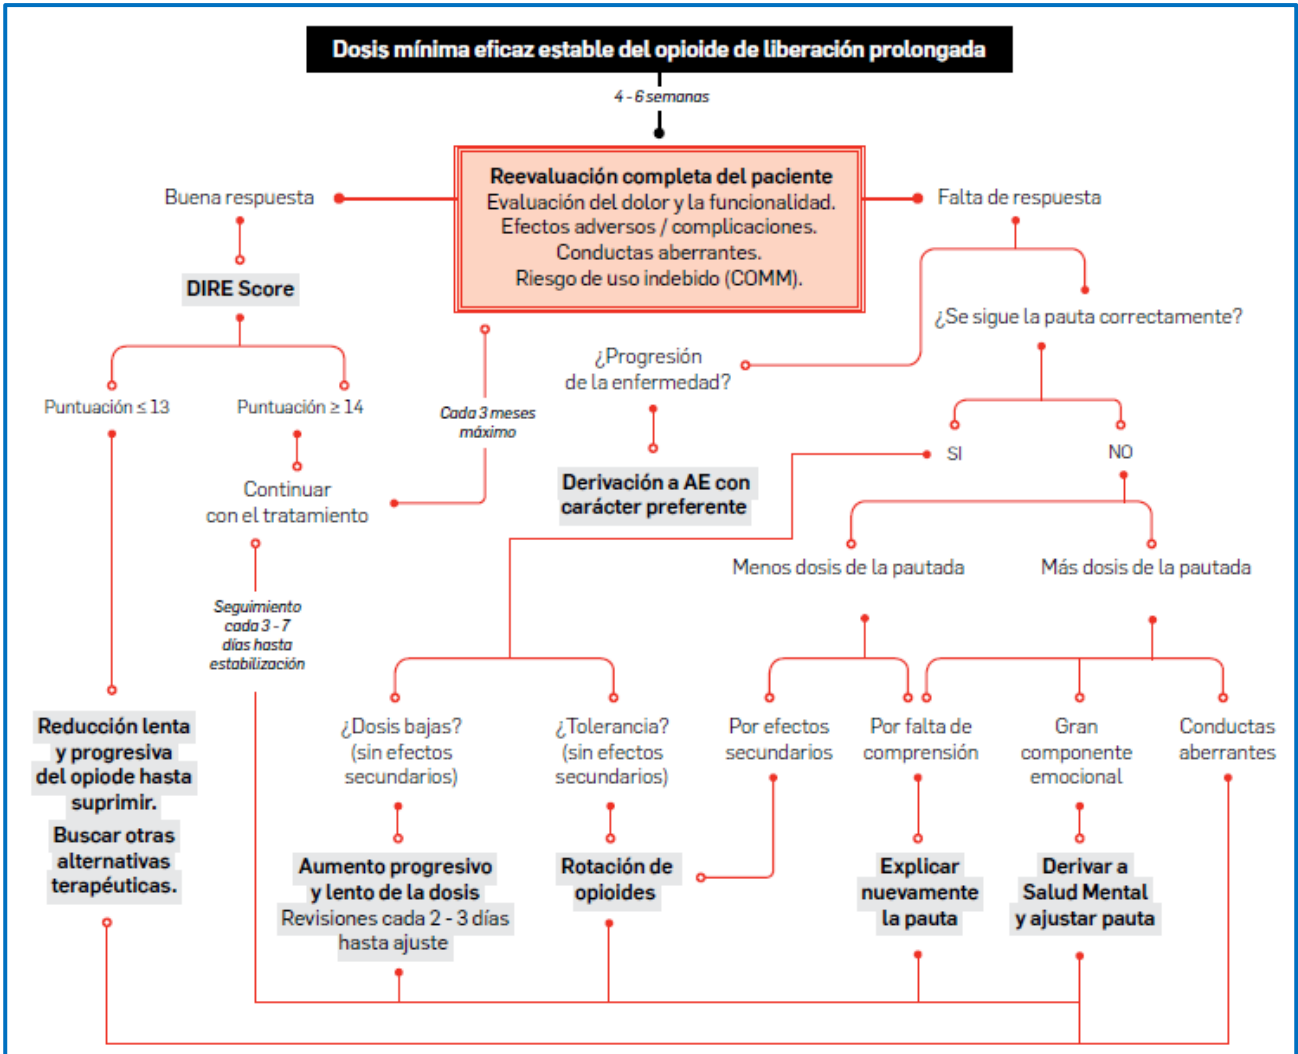 Dosis mínima eficaz estable del opioide de liberación prolongada
4 - 6 semanas
Reevaluación completa del paciente
Evaluación del dolor y la funcionalidad.
Efectos adversos / complicaciones.
Conductas aberrantes.
Riesgo de uso indebido (COMM).
Buena respuesta
Falta de respuesta
DIRE Score
¿Se sigue la pauta correctamente?
¿Progresión
de la enfermedad?
Puntuación ≤ 13
Puntuación ≥ 14
Cada 3 meses
máximo
SI
NO
Continuar
con el tratamiento
Derivación a AE con
carácter preferente
Menos dosis de la pautada
Más dosis de la pautada
Seguimiento
cada 3 - 7
días hasta
estabilización
Reducción lenta
y progresiva
del opiode hasta
suprimir.
Buscar otras
alternativas
terapéuticas.
¿Dosis bajas?
(sin efectos
secundarios)
¿Tolerancia?
(sin efectos
secundarios)
Por efectos
secundarios
Por falta de
comprensión
Gran
componente
emocional
Conductas
aberrantes
Aumento progresivo
y lento de la dosis
Revisiones cada 2 - 3 días
hasta ajuste
Rotación de
opioides
Explicar
nuevamente
la pauta
Derivar a
Salud Mental
y ajustar pauta